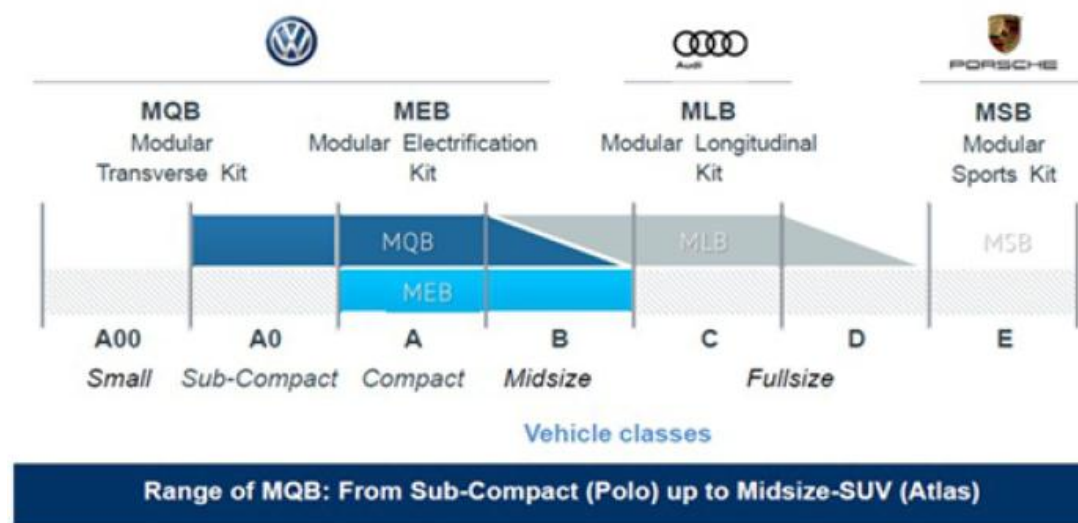 Audi
PORSCHE
MQB MEB MLB MSB
Modular Modular Electrification Modular Longitudinal Modular
Transverse Kit Kit Kit Sports Kit
MQB MLB MSB
MEB
A00 A0 A B C D E
Small Sub-Compact Compact Midsize Fullsize
Vehicle classes
Range of MQB: From Sub-Compact (Polo) up to Midsize-SUV (Atlas)